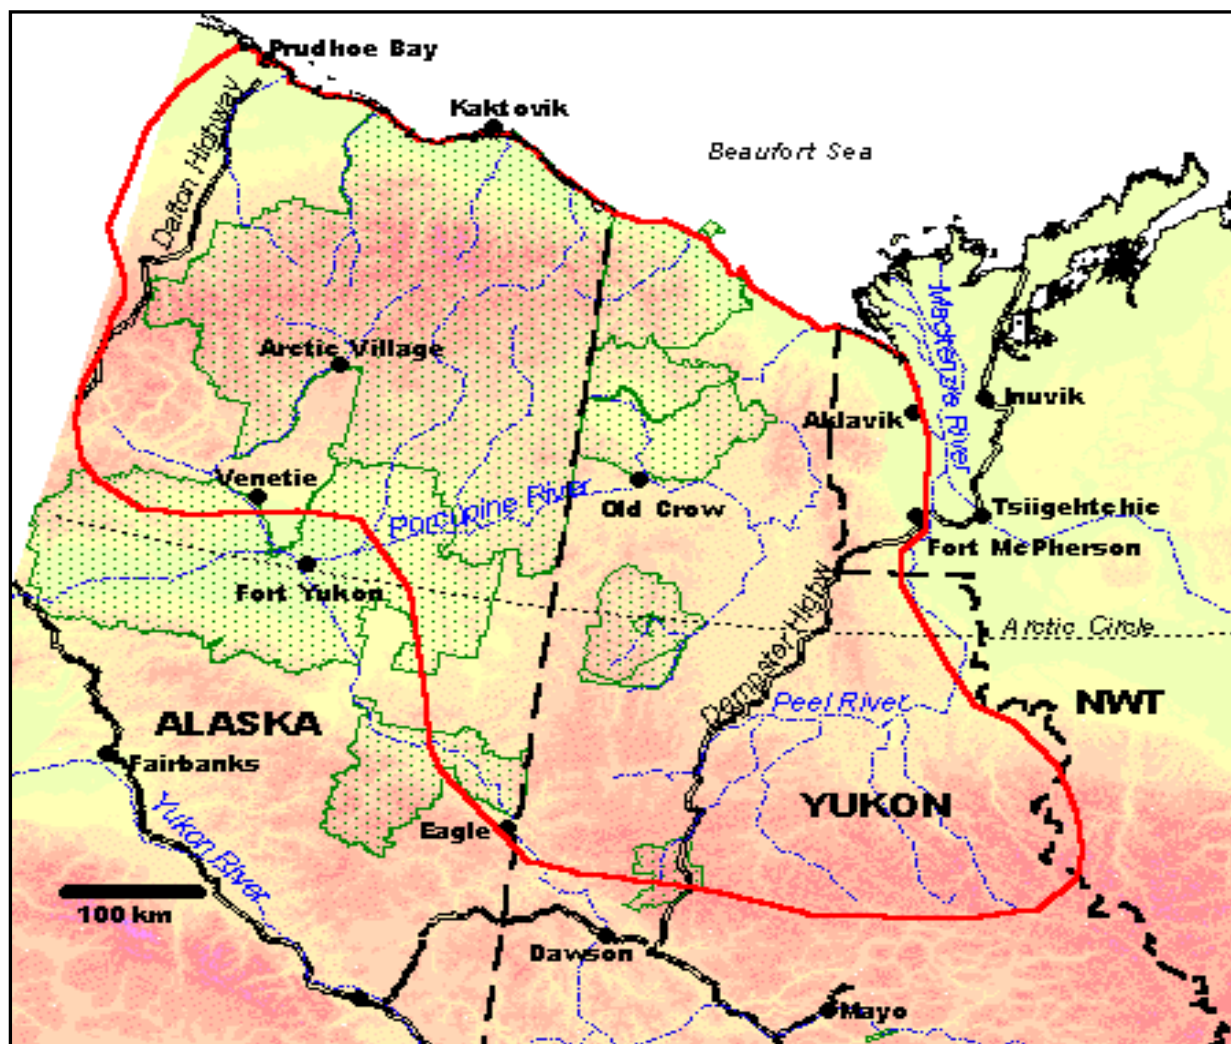 Prudhoe Bay
Kaktovik
Beaufort Sea
Dalton Highway
Mackenzie River
Arctic Village
Inuvik
Aklavik
Venetie
Porcupine River
Old Crow
Tsiigehtchic
Fort McPherson
Fort Yukon
Dempster Highwy
Arctic Circle
Peel River
NWT
ALASKA
Fairbanks
YUKON
Yukon River
Eagle
100 km
Dawson
Mayo